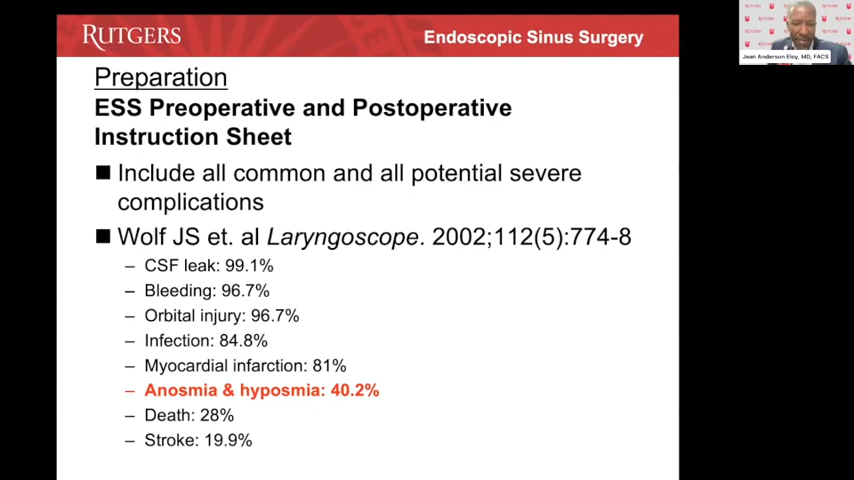 RUTGERS
Endoscopic Sinus Surgery
Preparation
ESS Preoperative and Postoperative
Instruction Sheet
Include all common and all potential severe
complications
Wolf JS et. al Laryngoscope. 2002;112(5):774-8
– CSF leak: 99.1%
– Bleeding: 96.7%
– Orbital injury: 96.7%
– Infection: 84.8%
– Myocardial infarction: 81%
– Anosmia & hyposmia: 40.2%
– Death: 28%
– Stroke: 19.9%
Jean Anderson Eloy, MD, FACS